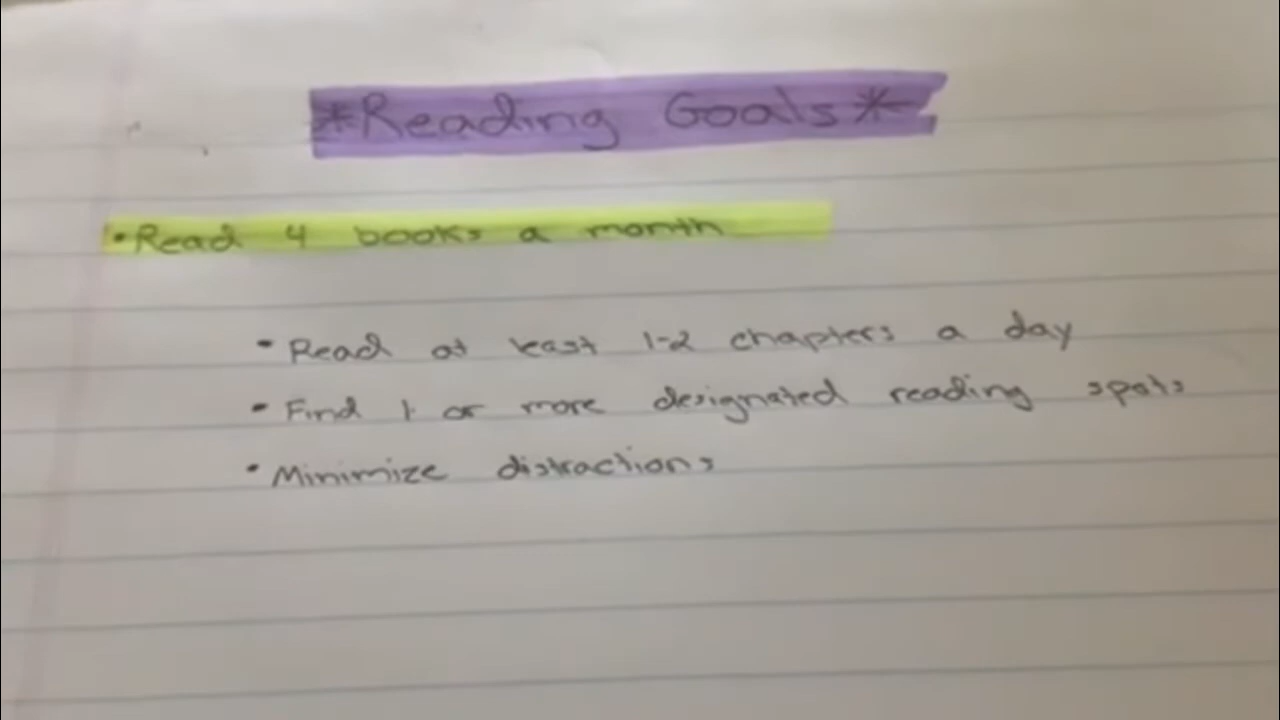 *Reading Goals*
• Read 4 books a month
• Read at least 1-2 chapters a day
• Find 1 or more designated reading spots
• Minimize distractions